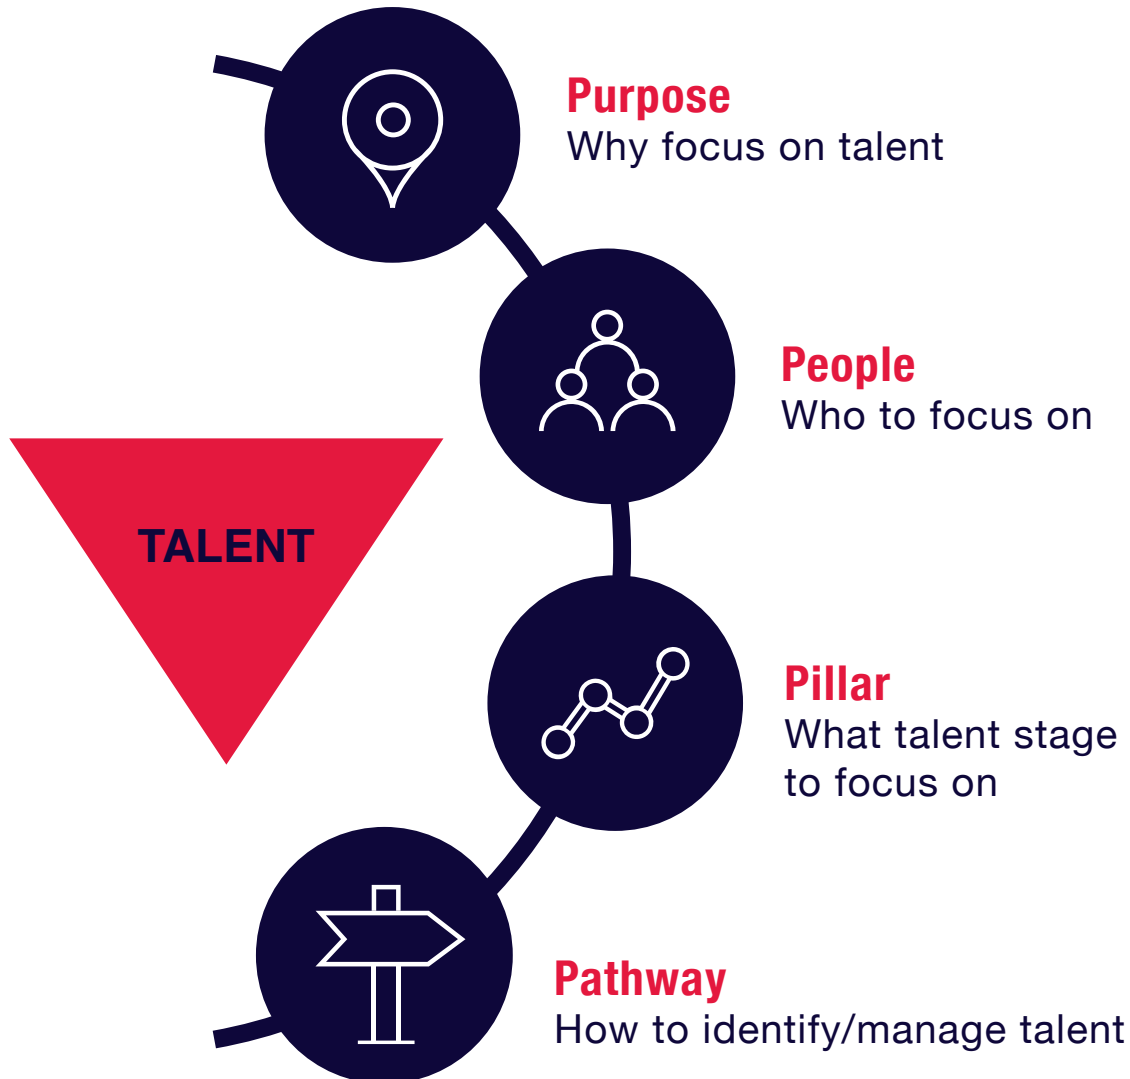 Purpose
Why focus on talent
People
Who to focus on
TALENT
Pillar
What talent stage
to focus on
Pathway
How to identify/manage talent